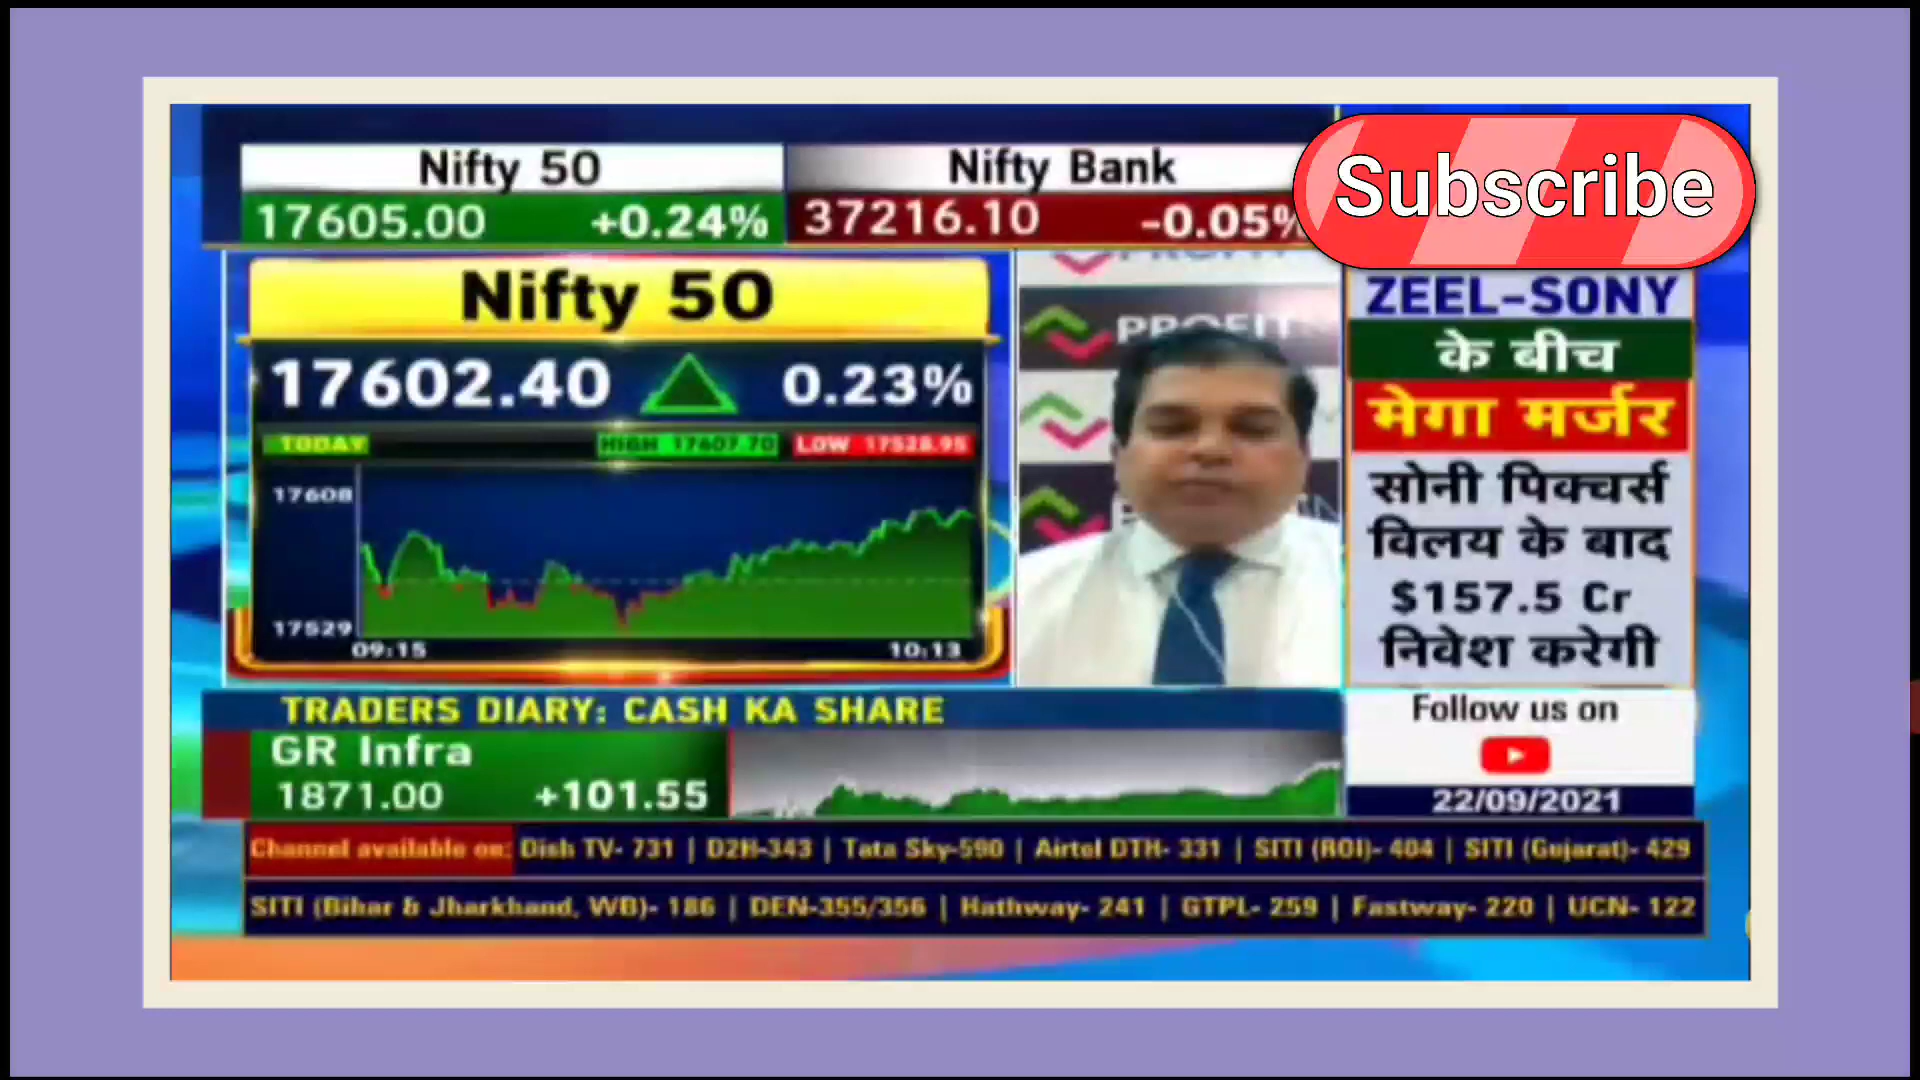 Nifty 50
17605.00 +0.24%
Nifty Bank
37216.10 -0.05%
Subscribe
Nifty 50
17602.40 0.23%
TODAY HIGH 17607.70 LOW 17528.95
17608
17529
09:15 10:13
PROFIT
ZEEL-SONY
के बीच
मेगा मर्जर
सोनी पिक्चर्स
विलय के बाद
$157.5 Cr
निवेश करेगी
TRADERS DIARY: CASH KA SHARE
GR Infra
1871.00 +101.55
Follow us on
22/09/2021
Channel available on: Dish TV- 731 | D2H-343 | Tata Sky-590 | Airtel DTH- 331 | SITI (ROI)- 404 | SITI (Gujarat)- 429
SITI (Bihar & Jharkhand, WB)- 186 | DEN-355/356 | Hathway- 241 | GTPL- 259 | Fastway- 220 | UCN- 122